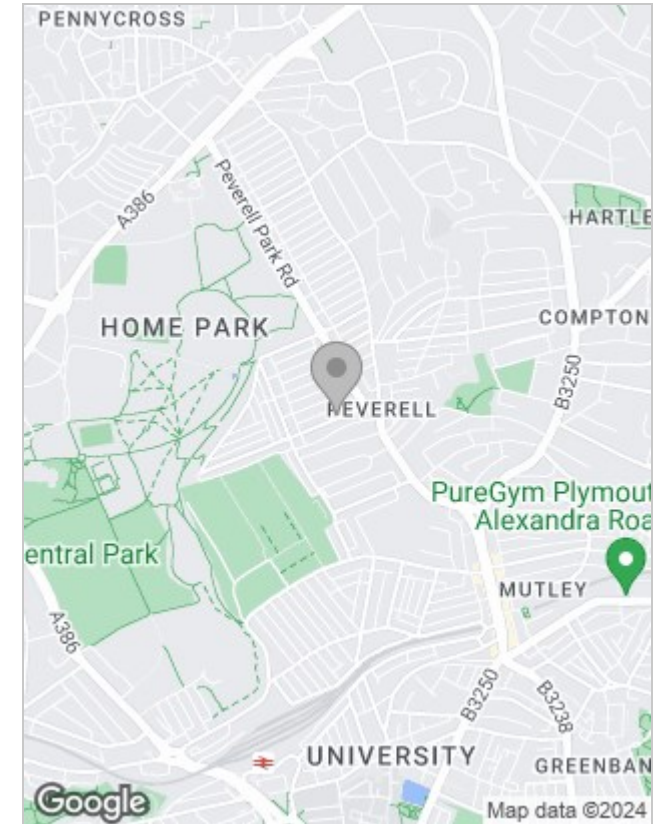 PENNYCROSS
A386
Peverell Park Rd
HARTLE
HOME PARK
COMPTON
B3250
PEVERELL
PureGym Plymout
Alexandra Roa
entral Park
MUTLEY
A386
B3250
B3238
UNIVERSITY
GREENBAN
Google
Map data ©2024